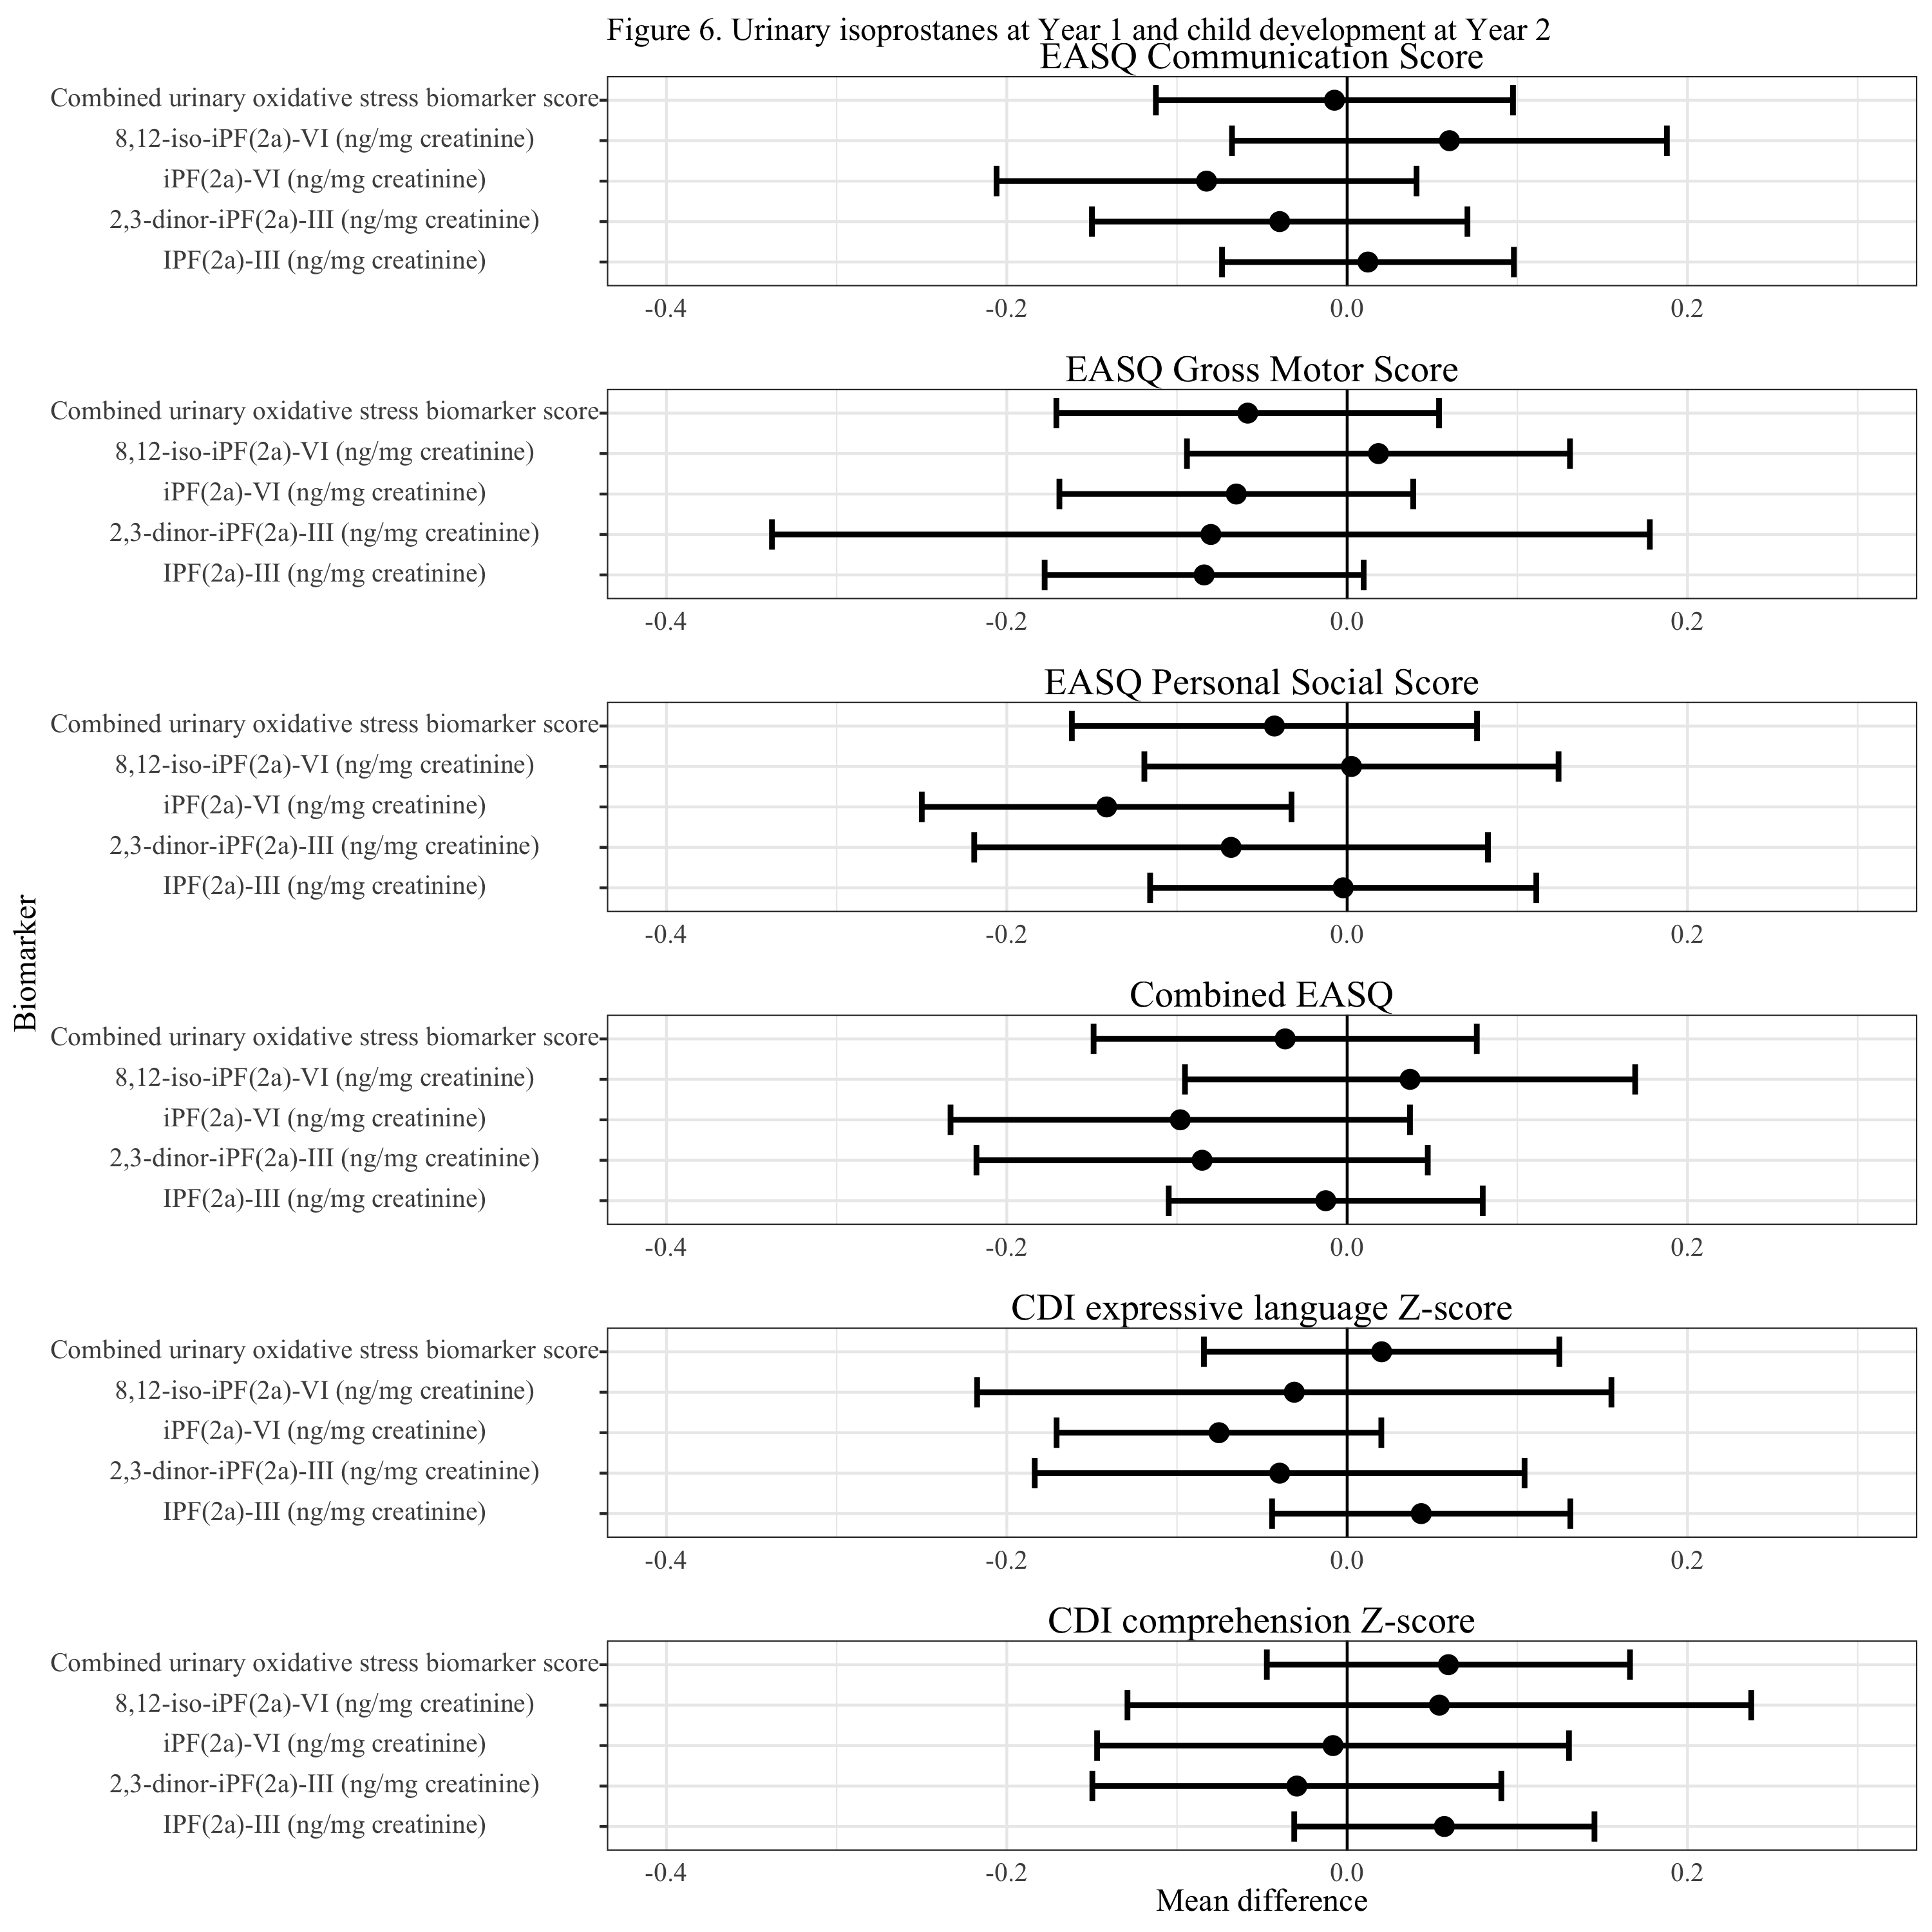 Figure 6. Urinary isoprostanes at Year 1 and child development at Year 2
EASQ Communication Score
Combined urinary oxidative stress biomarker score
8,12-iso-iPF(2a)-VI (ng/mg creatinine)
iPF(2a)-VI (ng/mg creatinine)
2,3-dinor-iPF(2a)-III (ng/mg creatinine)
IPF(2a)-III (ng/mg creatinine)
-0.4 -0.2 0.0 0.2
EASQ Gross Motor Score
Combined urinary oxidative stress biomarker score
8,12-iso-iPF(2a)-VI (ng/mg creatinine)
iPF(2a)-VI (ng/mg creatinine)
2,3-dinor-iPF(2a)-III (ng/mg creatinine)
IPF(2a)-III (ng/mg creatinine)
-0.4 -0.2 0.0 0.2
EASQ Personal Social Score
Combined urinary oxidative stress biomarker score
8,12-iso-iPF(2a)-VI (ng/mg creatinine)
iPF(2a)-VI (ng/mg creatinine)
2,3-dinor-iPF(2a)-III (ng/mg creatinine)
IPF(2a)-III (ng/mg creatinine)
-0.4 -0.2 0.0 0.2
Biomarker
Combined EASQ
Combined urinary oxidative stress biomarker score
8,12-iso-iPF(2a)-VI (ng/mg creatinine)
iPF(2a)-VI (ng/mg creatinine)
2,3-dinor-iPF(2a)-III (ng/mg creatinine)
IPF(2a)-III (ng/mg creatinine)
-0.4 -0.2 0.0 0.2
CDI expressive language Z-score
Combined urinary oxidative stress biomarker score
8,12-iso-iPF(2a)-VI (ng/mg creatinine)
iPF(2a)-VI (ng/mg creatinine)
2,3-dinor-iPF(2a)-III (ng/mg creatinine)
IPF(2a)-III (ng/mg creatinine)
-0.4 -0.2 0.0 0.2
CDI comprehension Z-score
Combined urinary oxidative stress biomarker score
8,12-iso-iPF(2a)-VI (ng/mg creatinine)
iPF(2a)-VI (ng/mg creatinine)
2,3-dinor-iPF(2a)-III (ng/mg creatinine)
IPF(2a)-III (ng/mg creatinine)
-0.4 -0.2 0.0 0.2
Mean difference